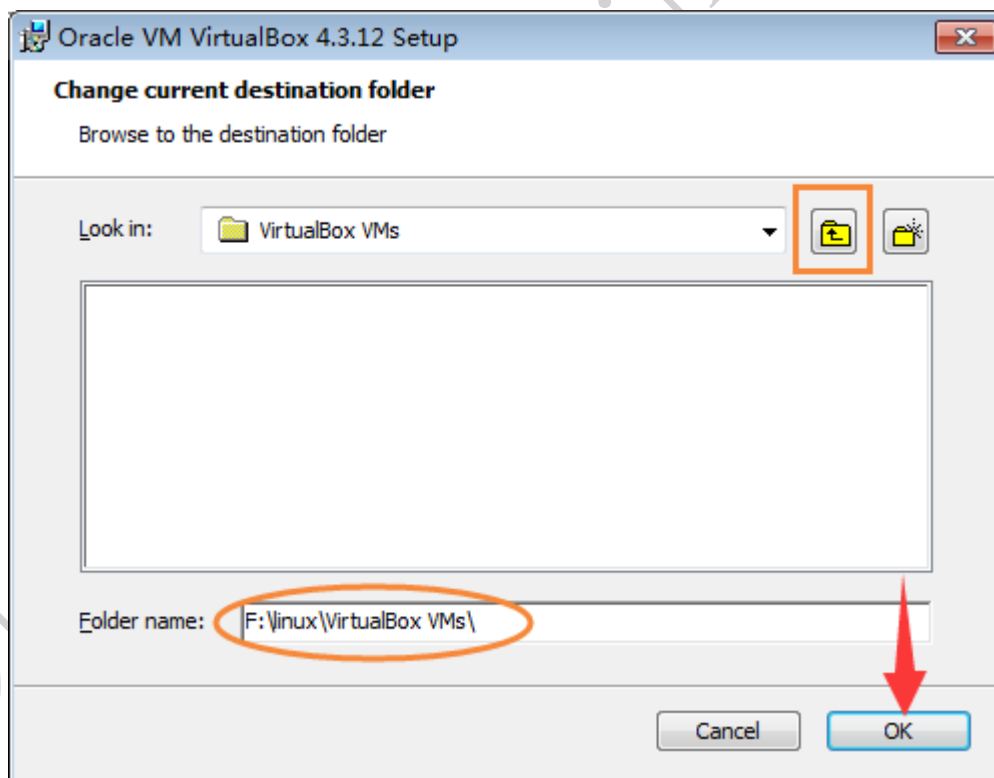 Oracle VM VirtualBox 4.3.12 Setup
Change current destination folder
Browse to the destination folder
Look in: VirtualBox VMs
Folder name: F:\linux\VirtualBox VMs\
Cancel OK